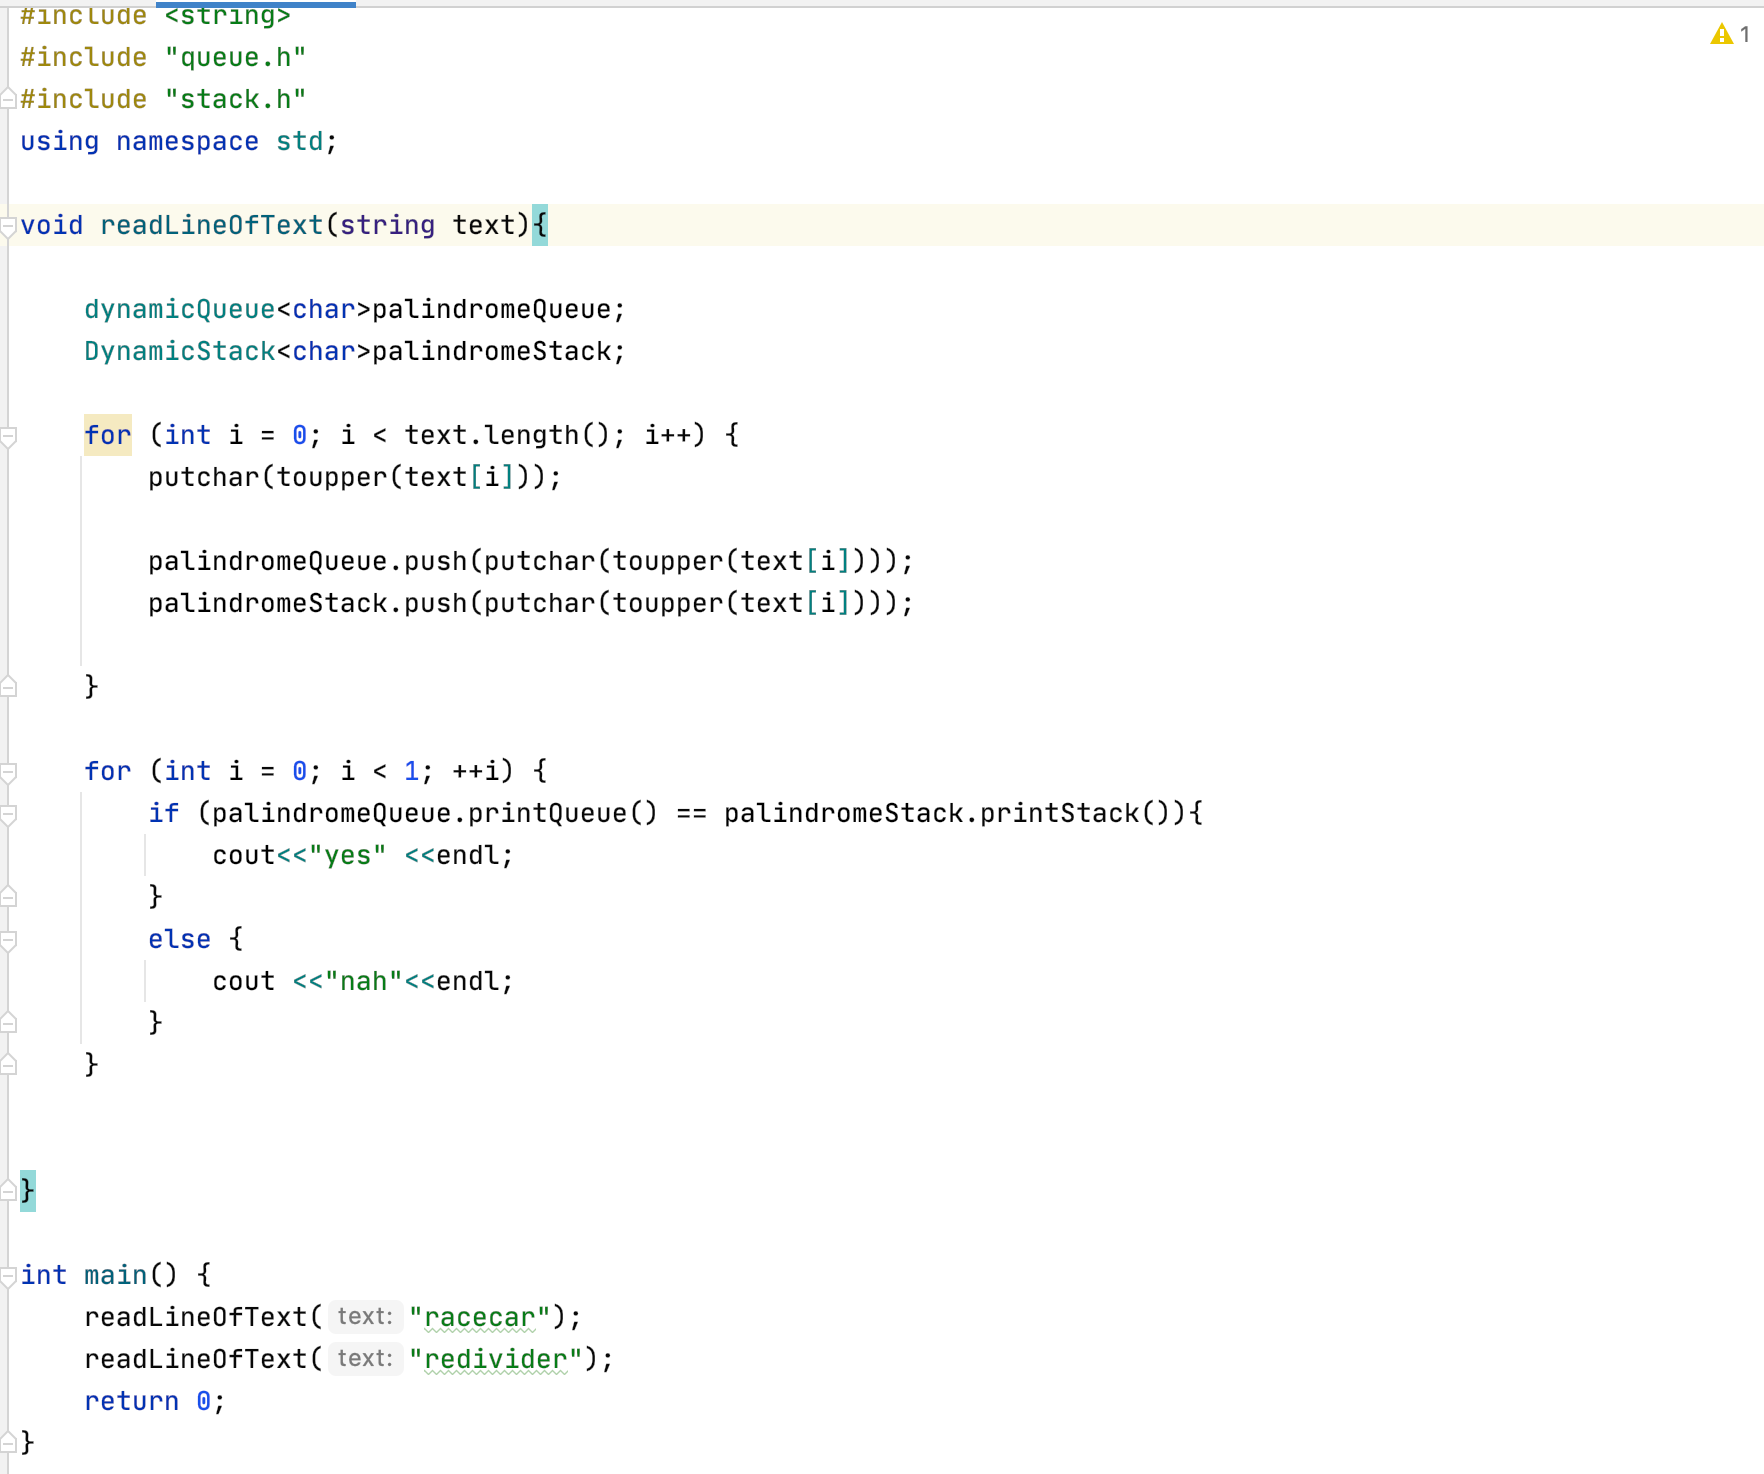 #include <string>
1
#include "queue.h"
#include "stack.h"
using namespace std;
void readLineOfText(string text){
dynamicQueue<char>palindromeQueue;
DynamicStack<char>palindromeStack;
for (int i = 0; i < text.length(); i++) {
putchar(toupper(text[i]));
palindromeQueue.push(putchar(toupper(text[i])));
palindromeStack.push(putchar(toupper(text[i])));
}
for (int i = 0; i < 1; ++i) {
if (palindromeQueue.printQueue() == palindromeStack.printStack()){
cout<<"yes" <<endl;
}
else {
cout <<"nah"<<endl;
}
}
}
int main() {
readLineOfText( text: "racecar");
readLineOfText( text: "redivider");
return 0;
}